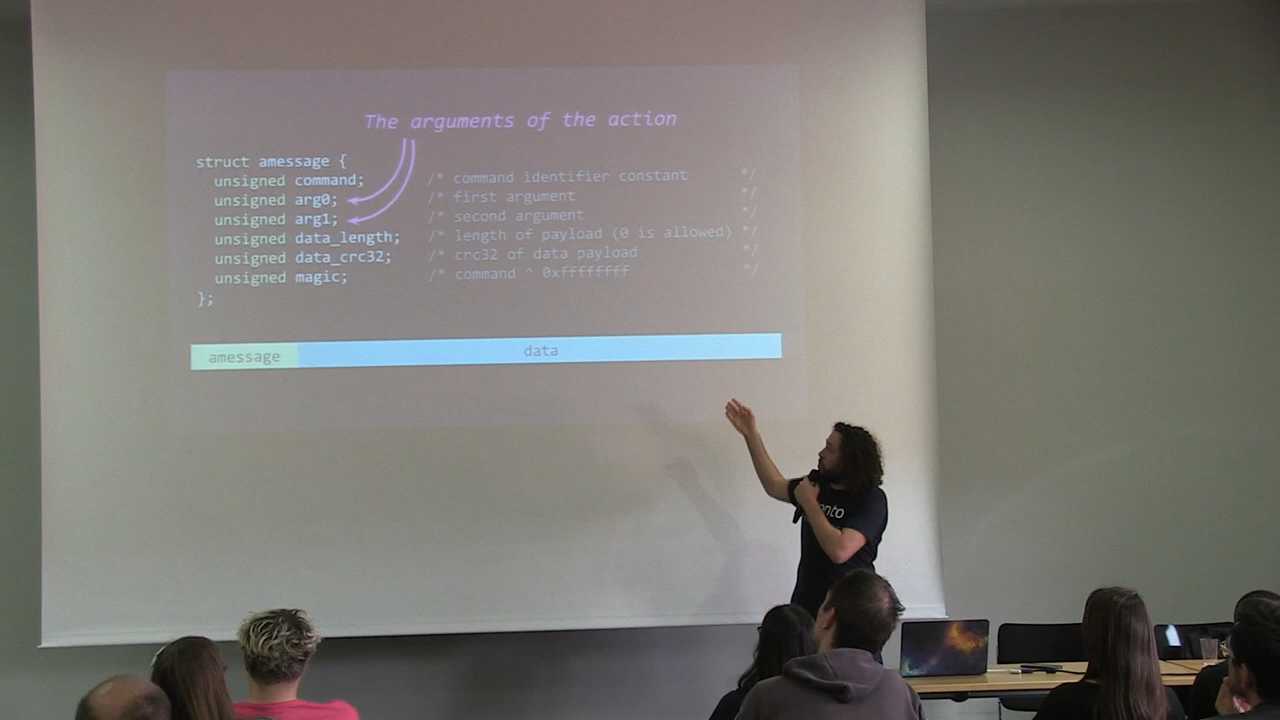 The arguments of the action
struct amessage {
unsigned command; /* command identifier constant */
unsigned arg0; /* first argument */
unsigned arg1; /* second argument */
unsigned data_length; /* length of payload (0 is allowed) */
unsigned data_crc32; /* crc32 of data payload */
unsigned magic; /* command ^ 0xffffffff */
};
amessage data